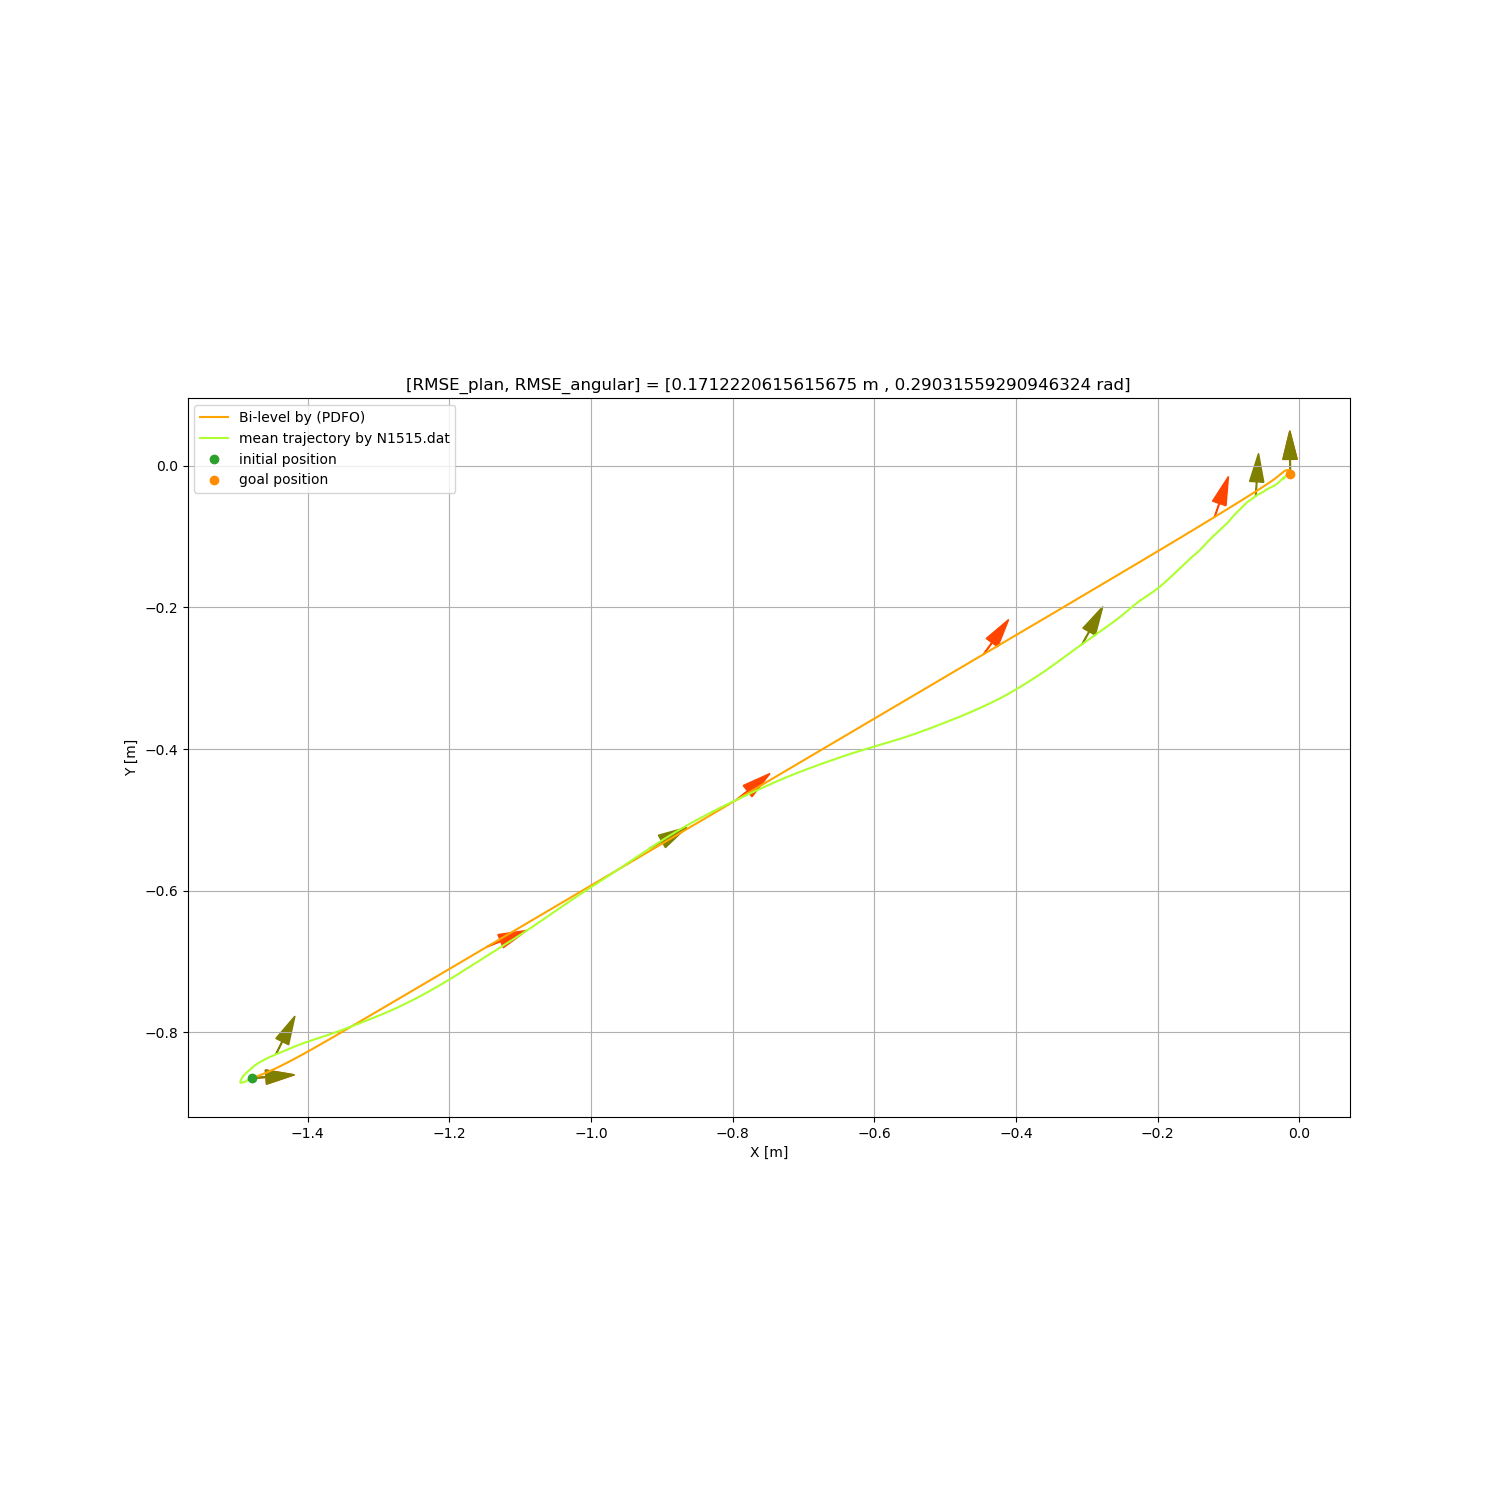 [RMSE_plan, RMSE_angular] = [0.1712220615615675 m , 0.29031559290946324 rad]
Bi-level by (PDFO)
mean trajectory by N1515.dat
initial position
goal position
0.0
−0.2
−0.4
−0.6
−0.8
Y [m]
−1.4 −1.2 −1.0 −0.8 −0.6 −0.4 −0.2 0.0
X [m]